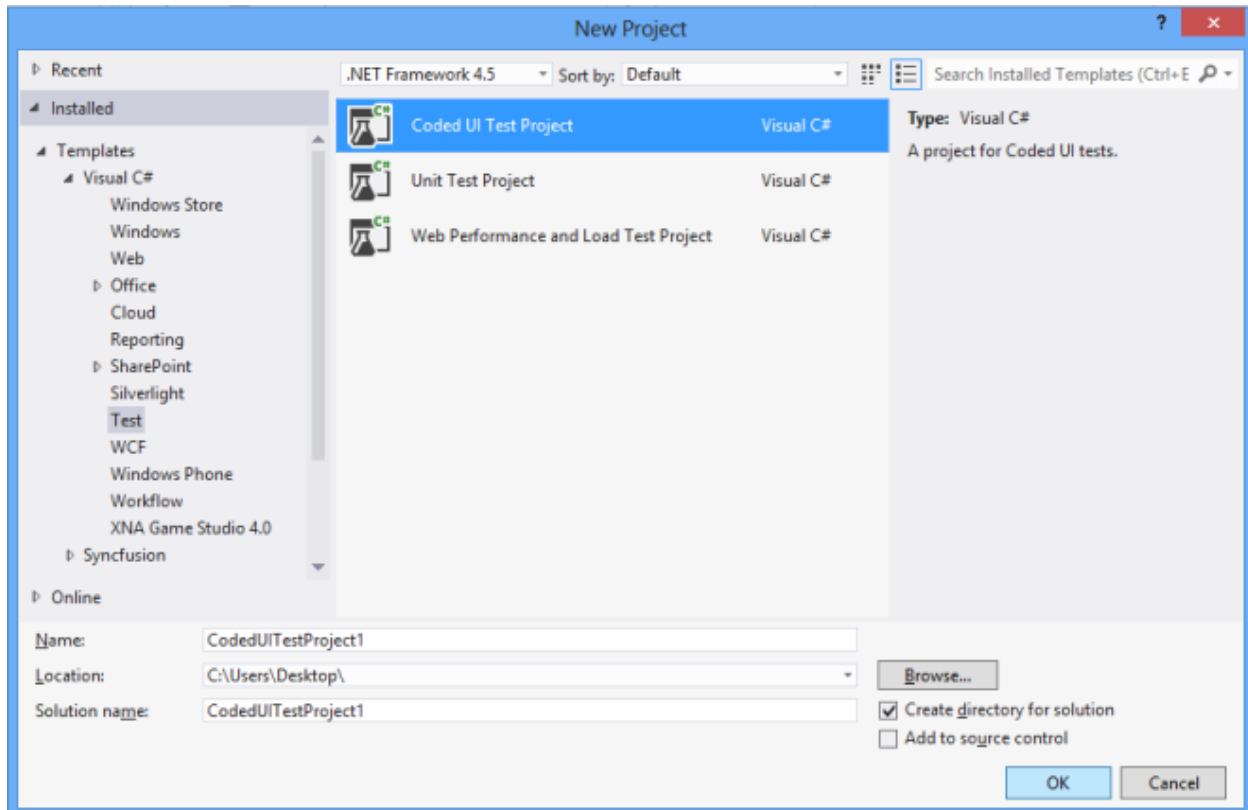 New Project
?
Recent
.NET Framework 4.5 Sort by: Default Search Installed Templates (Ctrl+E
Installed
Templates
Visual C#
Windows Store
Windows
Web
Office
Cloud
Reporting
SharePoint
Silverlight
Test
WCF
Windows Phone
Workflow
XNA Game Studio 4.0
Syncfusion
Online
C# Coded UI Test Project Visual C#
C# Unit Test Project Visual C#
C# Web Performance and Load Test Project Visual C#
Type: Visual C#
A project for Coded UI tests.
Name: CodedUITestProject1
Location: C:\Users\Desktop\ Browse...
Solution name: CodedUITestProject1
Create directory for solution
Add to source control
OK Cancel